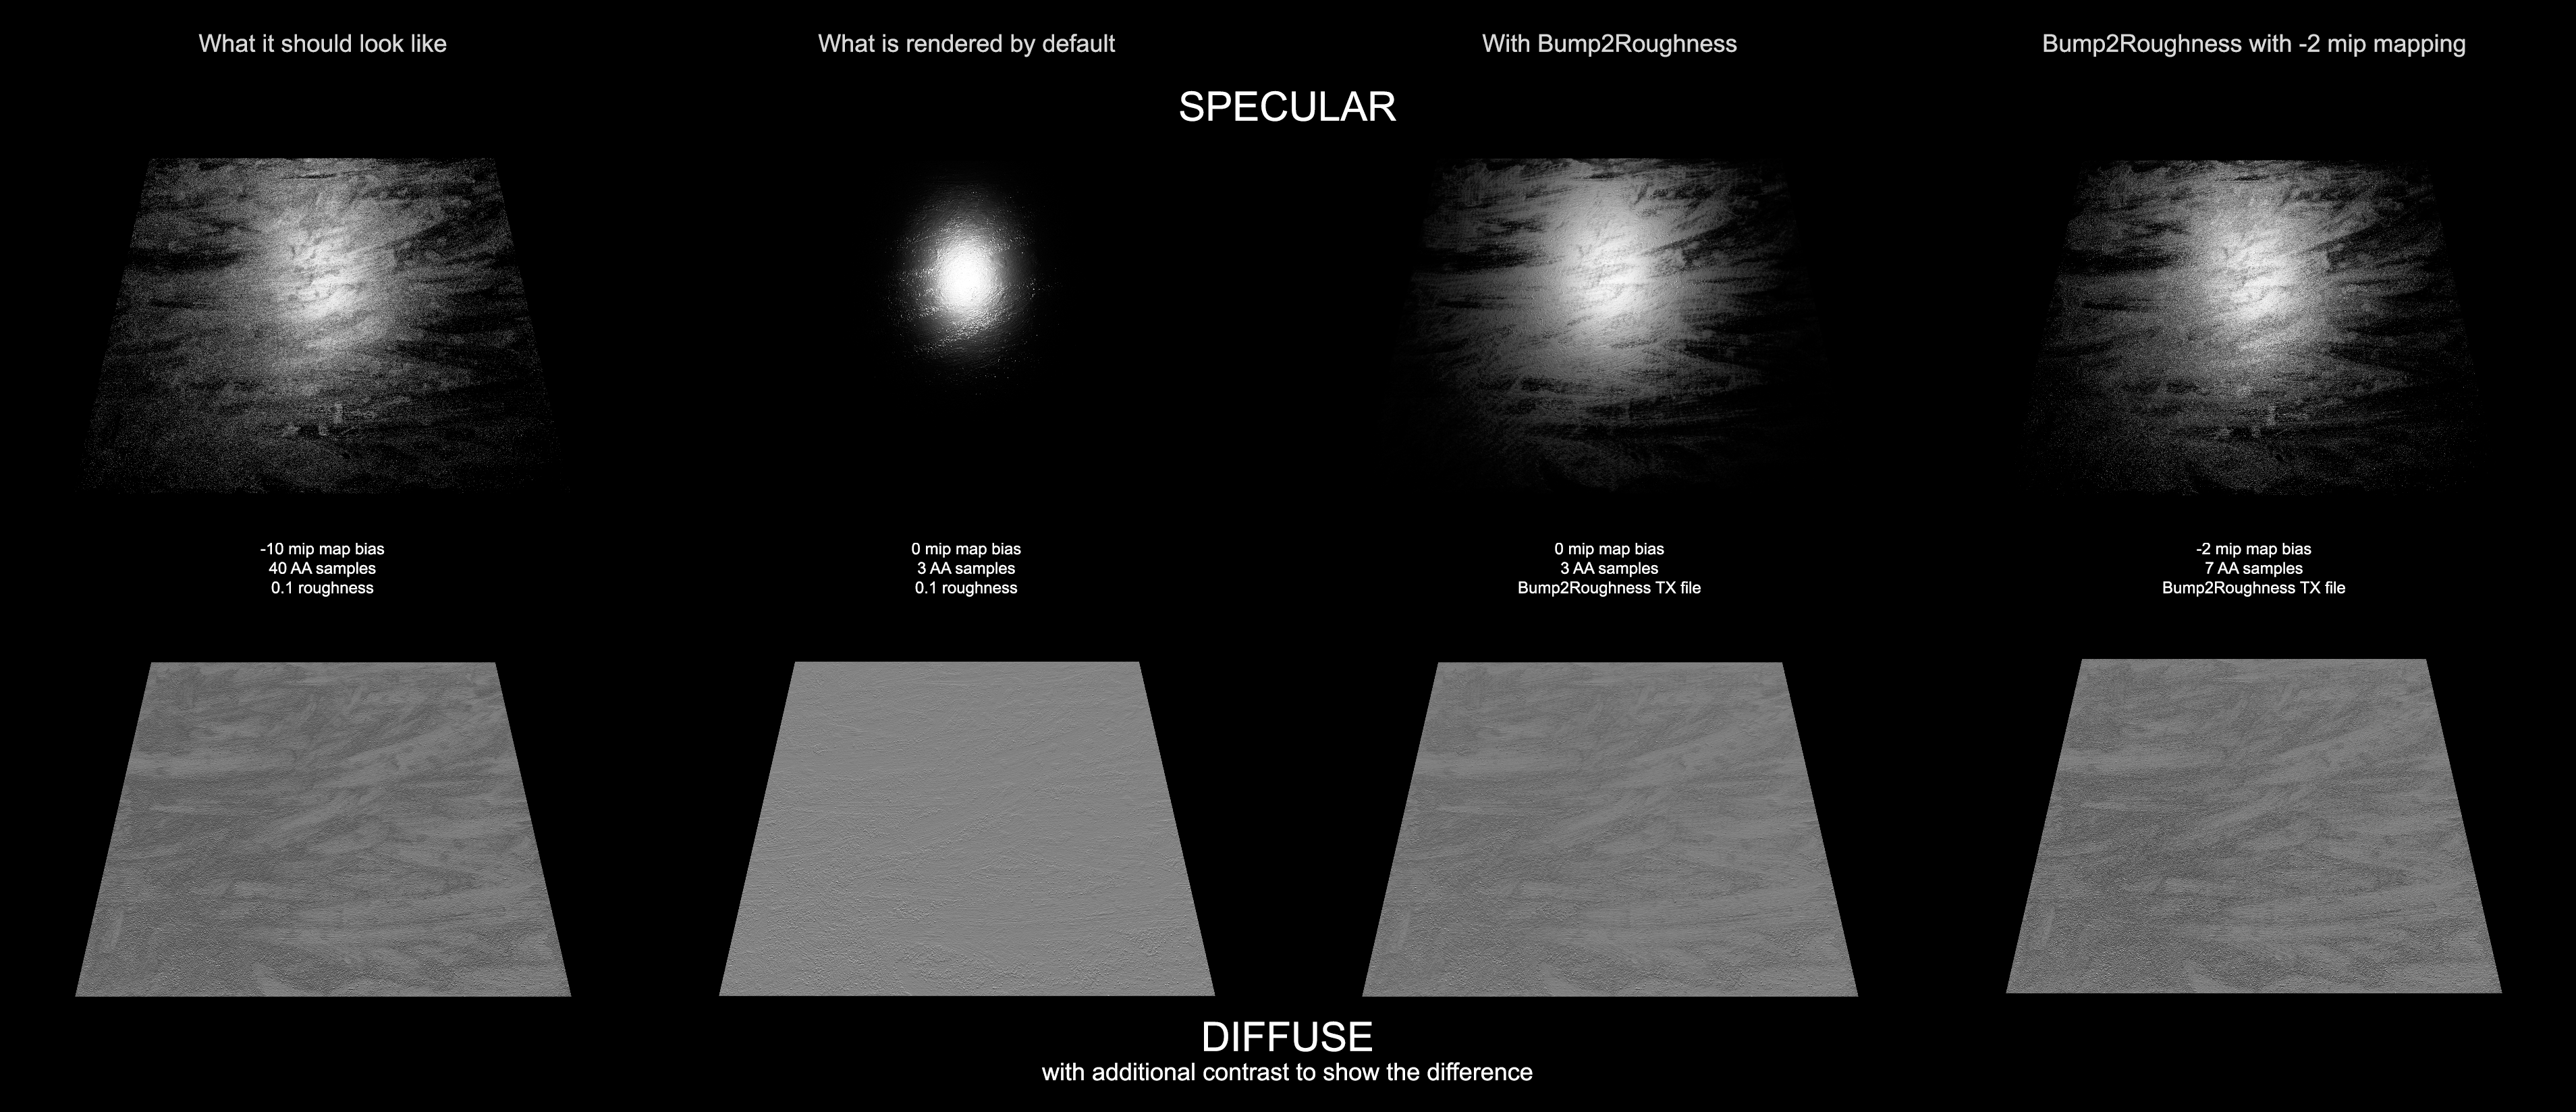 What it should look like
What is rendered by default
With Bump2Roughness
Bump2Roughness with -2 mip mapping
SPECULAR
-10 mip map bias
40 AA samples
0.1 roughness
0 mip map bias
3 AA samples
0.1 roughness
0 mip map bias
3 AA samples
Bump2Roughness TX file
-2 mip map bias
7 AA samples
Bump2Roughness TX file
DIFFUSE
with additional contrast to show the difference